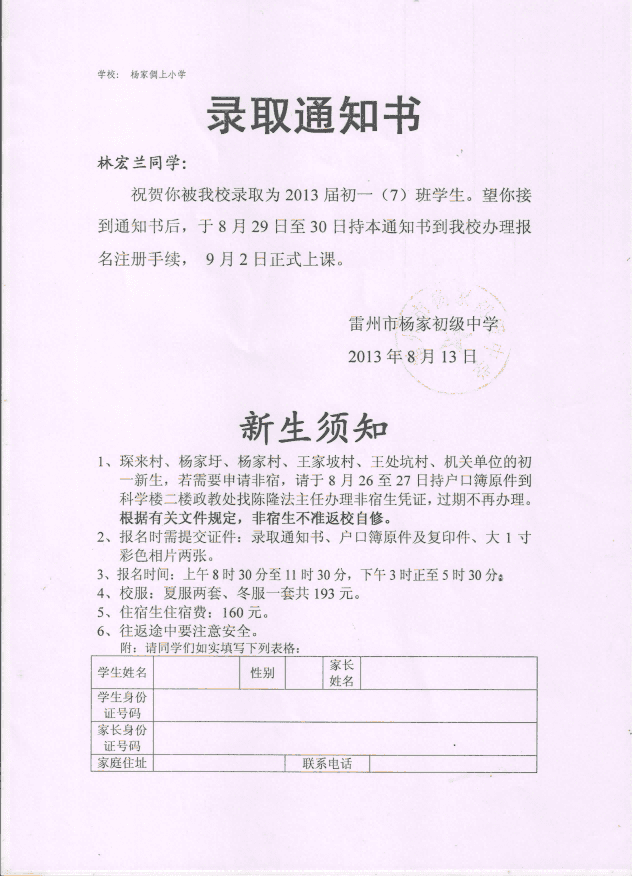 学校： 杨家倜上小学
录取通知书
林宏兰同学：
祝贺你被我校录取为 2013 届初一（7）班学生。望你接
到通知书后，于 8 月 29 日至 30 日持本通知书到我校办理报
名注册手续， 9 月 2 日正式上课。
雷州市杨家初级中学
2013 年 8 月 13 日
新生须知
1、琛来村、杨家圩、杨家村、王家坡村、王处坑村、机关单位的初
一新生，若需要申请非宿，请于 8 月 26 至 27 日持户口簿原件到
科学楼二楼政教处找陈隆法主任办理非宿生凭证，过期不再办理。
根据有关文件规定，非宿生不准返校自修。
2、报名时需提交证件：录取通知书、户口簿原件及复印件、大 1 寸
彩色相片两张。
3、报名时间：上午 8 时 30 分至 11 时 30 分，下午 3 时正至 5 时 30 分。
4、校服：夏服两套、冬服一套共 193 元。
5、住宿生住宿费：160 元。
6、往返途中要注意安全。
附：请同学们如实填写下列表格：
学生姓名 性别 家长
姓名
学生身份
证号码
家长身份
证号码
家庭住址 联系电话